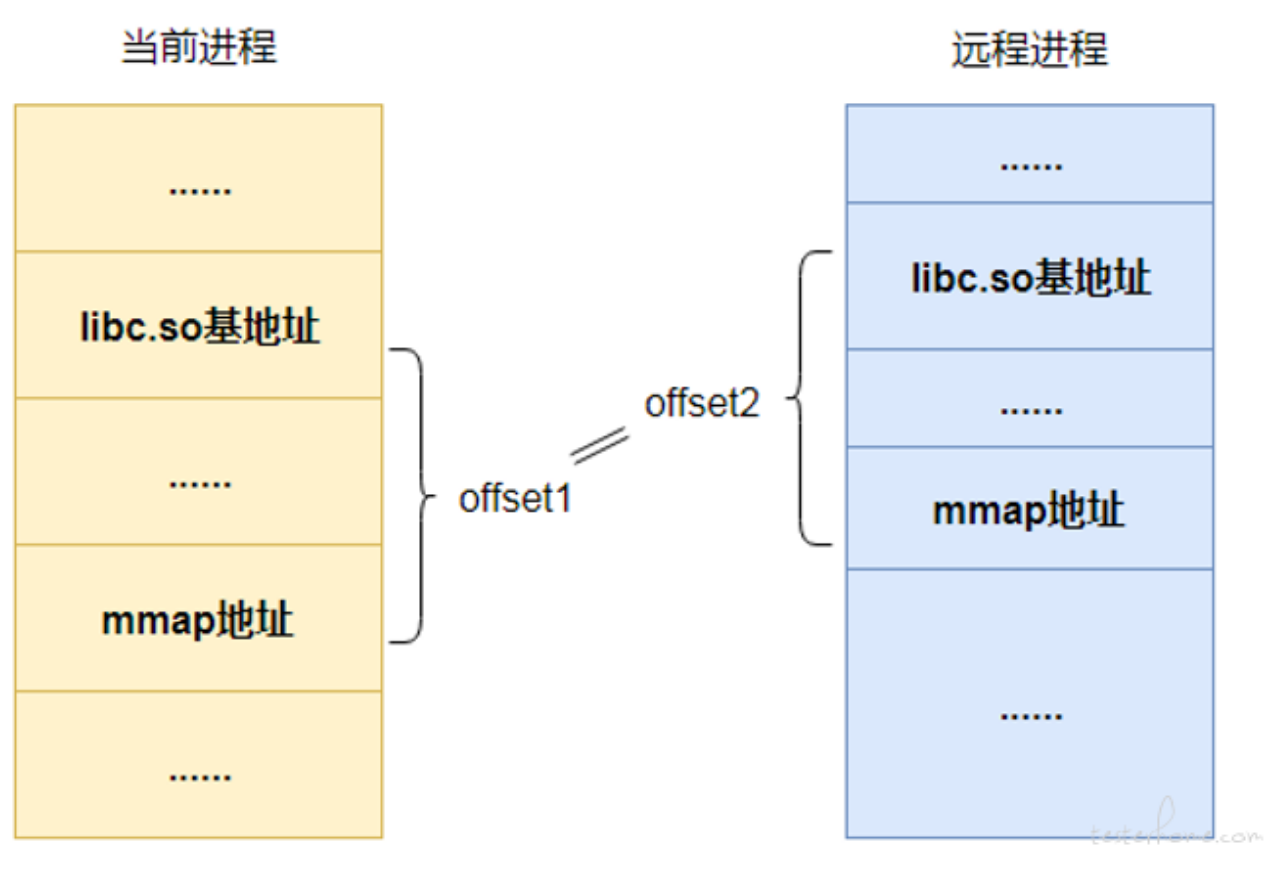 当前进程
......
libc.so基地址
......
mmap地址
......
offset1
offset2
远程进程
......
libc.so基地址
......
mmap地址
......
testerhome.com